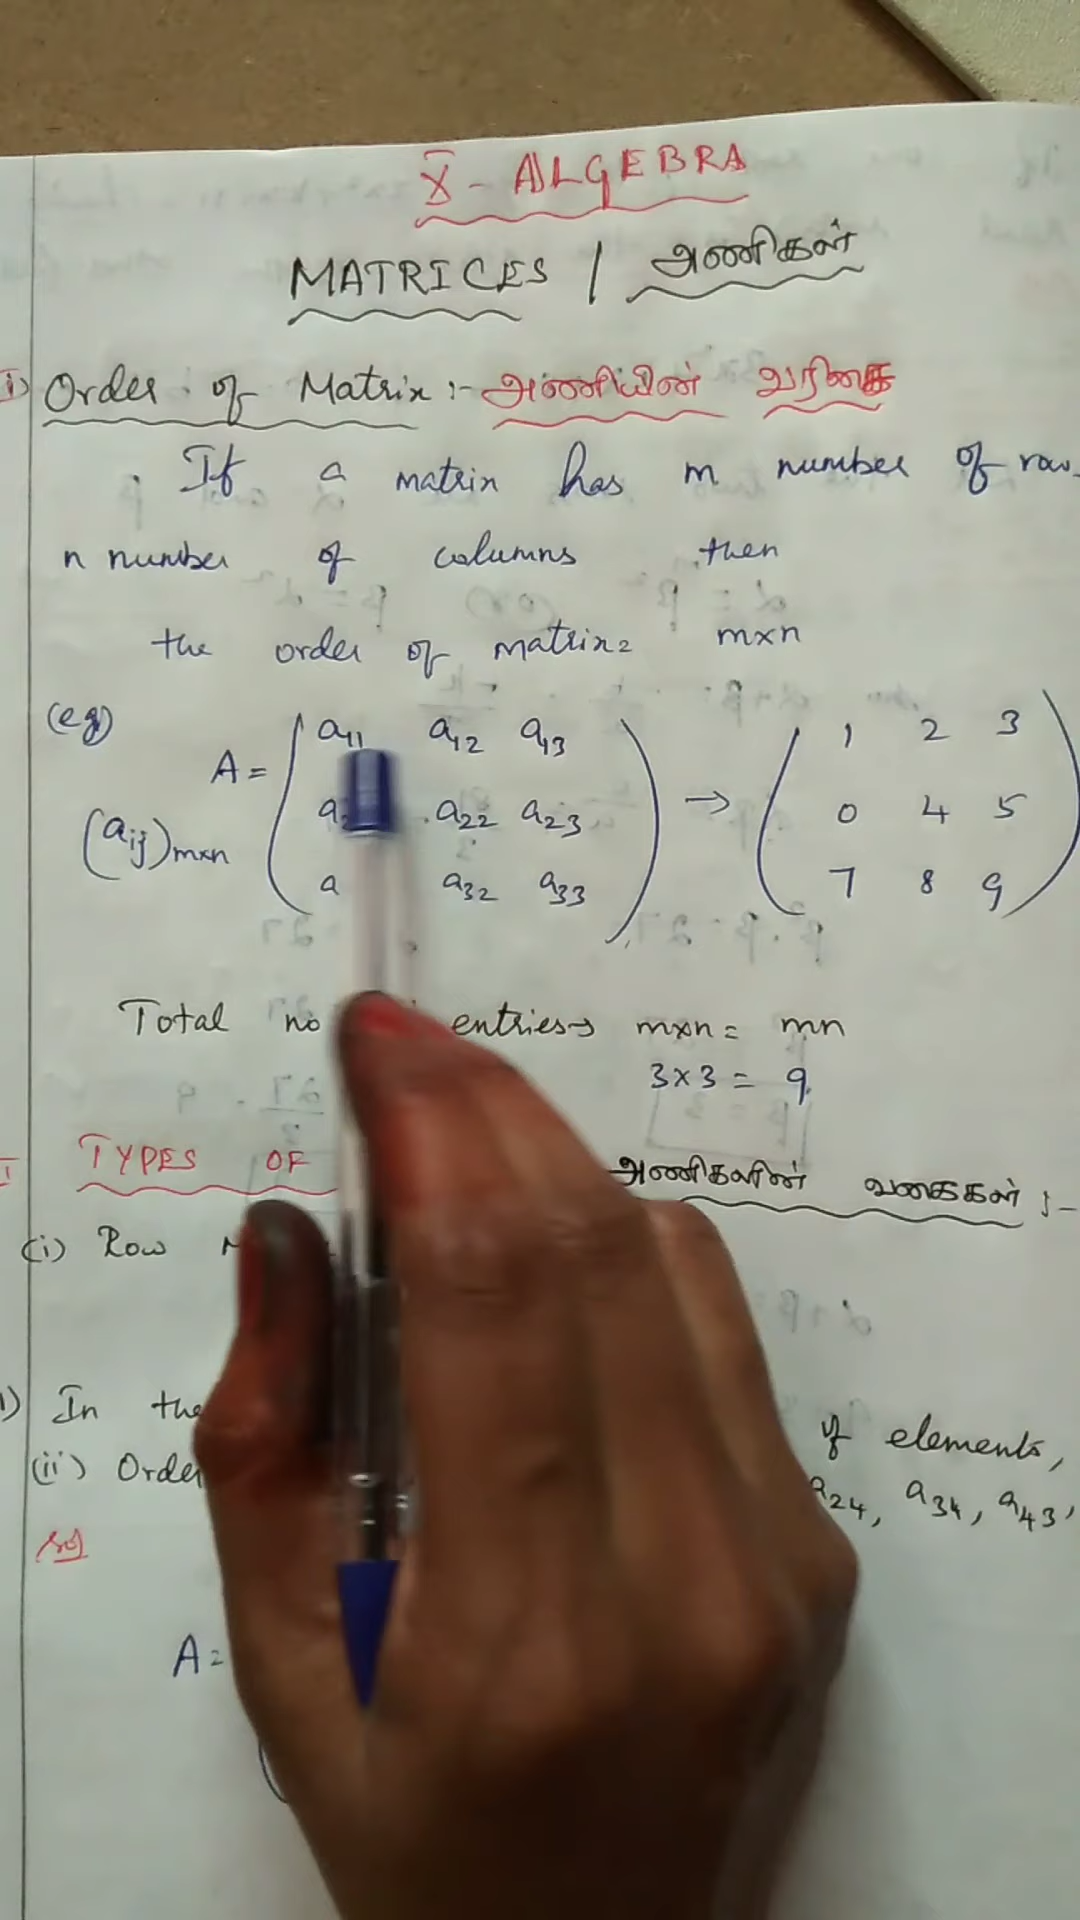 X - ALGEBRA
MATRICES / அணிகள்
i) Order of Matrix :- அணியின் வரிசை
If a matrix has m number of row
n number of columns then
the order of matrix = m×n
(eg)
A = ( a11 a12 a13 ) → ( 1 2 3 )
(aij)m×n a22 a23 0 4 5
a a32 a33 7 8 9
Total no entries → m×n = mn
3×3 = 9
TYPES OF அணிகளின் வகைகள் :-
(i) Row
1) In the of elements,
(ii) Order a24, a34, a43,
A =